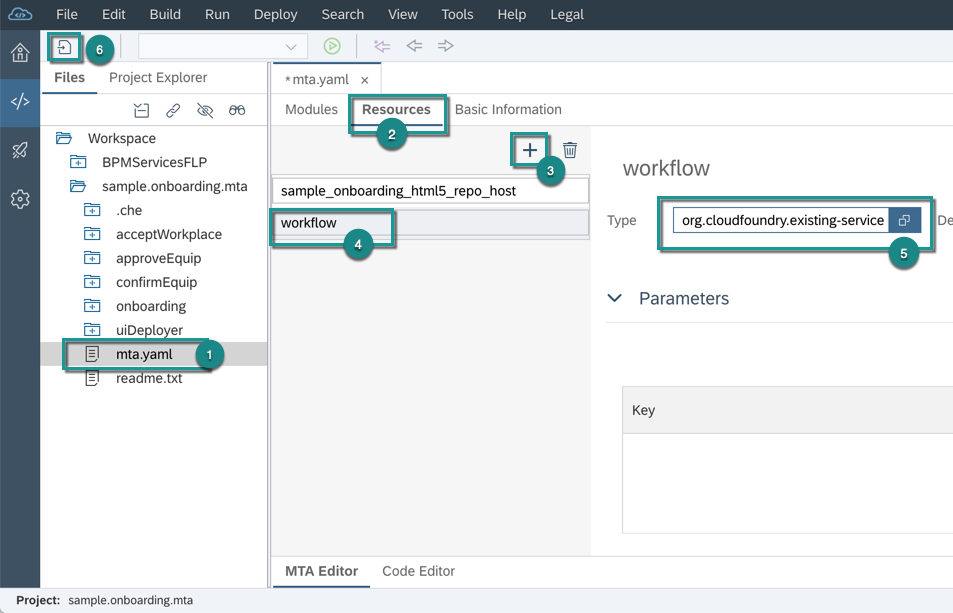 File Edit Build Run Deploy Search View Tools Help Legal
6
Files Project Explorer
*mta.yaml ×
Modules Resources Basic Information
2
3
Workspace
BPMServicesFLP
sample.onboarding.mta
.che
acceptWorkplace
approveEquip
confirmEquip
onboarding
uiDeployer
mta.yaml 1
readme.txt
sample_onboarding_html5_repo_host
workflow
4
workflow
Type org.cloudfoundry.existing-service De
5
Parameters
Key
MTA Editor Code Editor
Project: sample.onboarding.mta